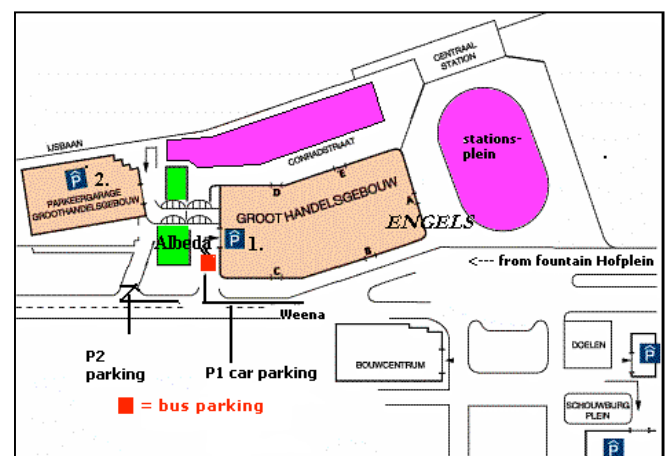 CENTRAAL
STATION
IJSBAAN
stations-
plein
CONRADSTRAAT
P
2.
PARKEERGARAGE
GROOTHANDELSGEBOUW
D
E
A
GROOTHANDELSGEBOUW
ENGELS
Albeda
P
1.
B
C
<--- from fountain Hofplein
Weena
P2
parking
P1 car parking
BOUWCENTRUM
DOELEN
P
= bus parking
SCHOUWBURG
PLEIN
P